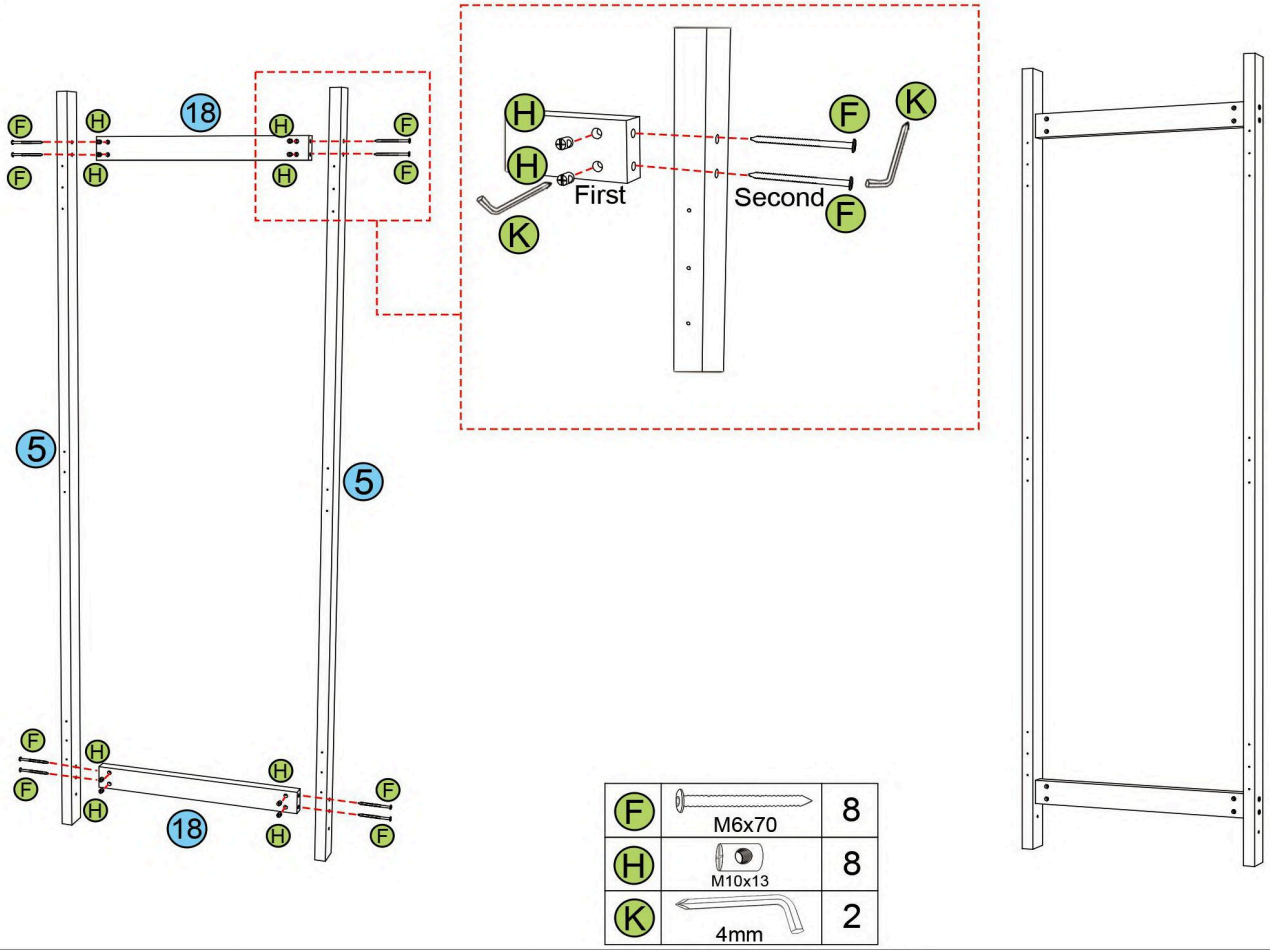 18
F H H F
F H H F
5
5
F H H F
F H H F
18
H F K
H
First Second
K F
F M6x70 8
H M10x13 8
K 4mm 2